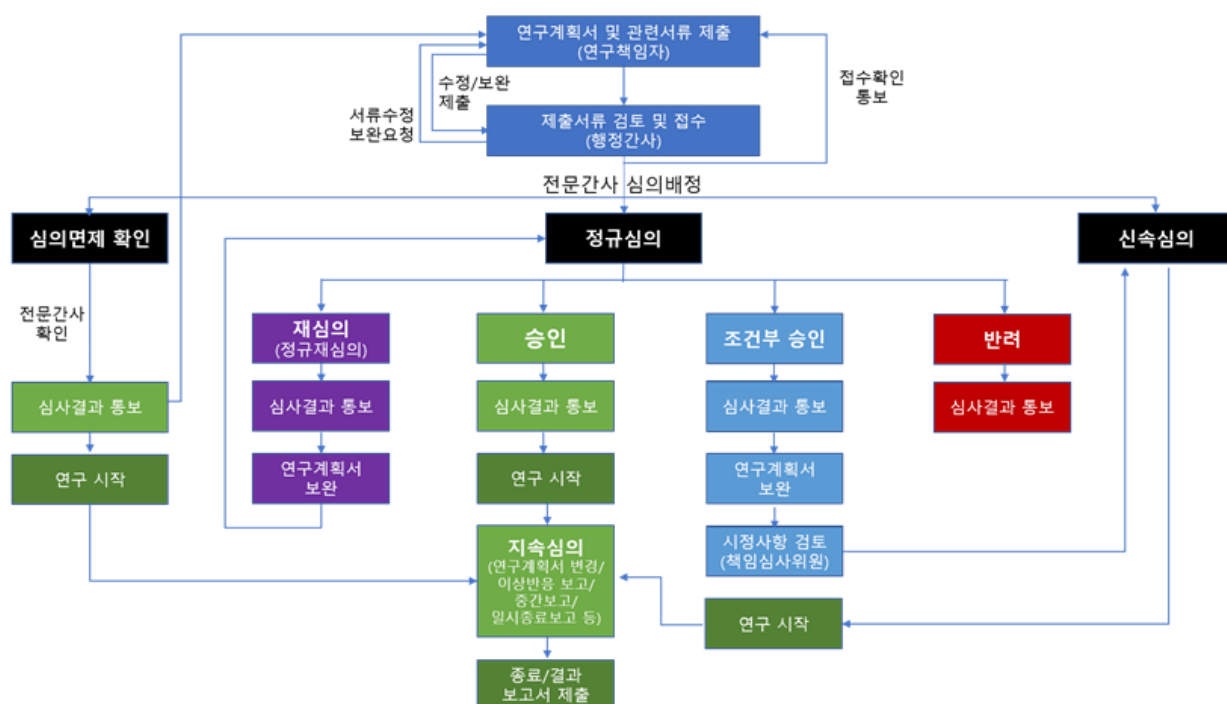 연구계획서 및 관련서류 제출
(연구책임자)
수정/보완
제출
접수확인
통보
서류수정
보완요청
제출서류 검토 및 접수
(행정간사)
전문간사 심의배정
심의면제 확인
정규심의
신속심의
전문간사
확인
재심의
(정규재심의)
승인
조건부 승인
반려
심사결과 통보
심사결과 통보
심사결과 통보
심사결과 통보
심사결과 통보
연구 시작
연구계획서
보완
연구 시작
연구계획서
보완
지속심의
(연구계획서 변경/
이상반응 보고/
중간보고/
일시종료보고 등)
시정사항 검토
(책임심사위원)
연구 시작
종료/결과
보고서 제출